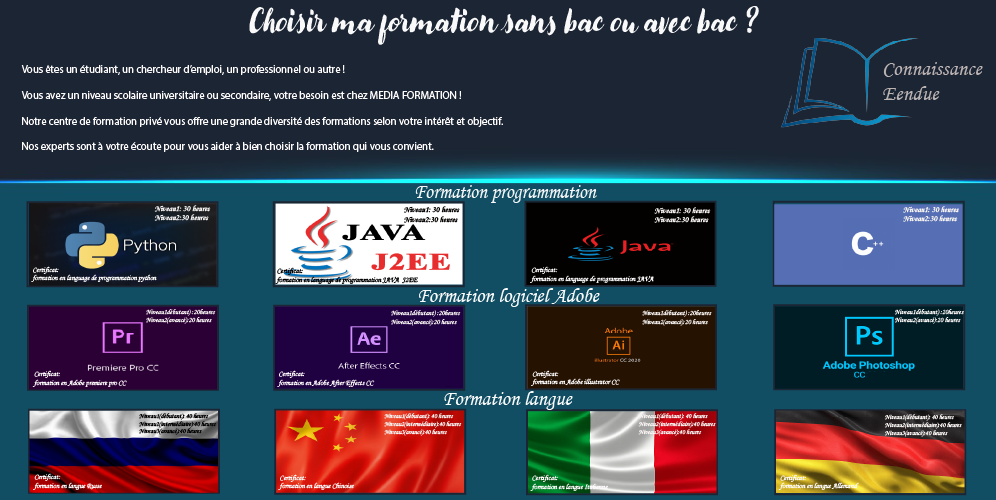 Choisir ma formation sans bac ou avec bac ?
Vous êtes un étudiant, un chercheur d'emploi, un professionnel ou autre !
Vous avez un niveau scolaire universitaire ou secondaire, votre besoin est chez MEDIA FORMATION !
Notre centre de formation privé vous offre une grande diversité des formations selon votre intérêt et objectif.
Nos experts sont à votre écoute pour vous aider à bien choisir la formation qui vous convient.
Connaissance
Eendue
Formation programmation
Niveau1: 30 heures
Niveau2:30 heures
Python
Certificat:
formation en language de programmeation python
Niveau1: 30 heures
Niveau2:30 heures
JAVA
J2EE
Certificat:
formation en language de programmation JAVA J2EE
Niveau1: 30 heures
Niveau2:30 heures
Java
Certificat:
formation en language de programmation JAVA
Niveau1: 30 heures
Niveau2:30 heures
C++
Formation logiciel Adobe
Niveau1(débutant) :20heures
Niveau2(avancé):20 heures
Pr
Premiere Pro CC
Certificat:
formation en Adobe premiere pro CC
Niveau1(débutant) :20heures
Niveau2(avancé):20 heures
Ae
After Effects CC
Certificat:
formation en Adobe After Effects CC
Niveau1(débutant) :20heures
Niveau2(avancé):20 heures
Adobe
Ai
illustrator CC 2020
Certificat:
formation en Adobe illustrator CC
Niveau1(débutant) :20heures
Niveau2(avancé):20 heures
Ps
Adobe Photoshop
CC
Formation langue
Niveau1(débutant): 40 heures
Niveau2(intermédiaire):40 heures
Niveau3(avancé):40 heures
Certificat:
formation en langue Russe
Niveau1(débutant): 40 heures
Niveau2(intermédiaire):40 heures
Niveau3(avancé):40 heures
Certificat:
formation en langue Chinoise
Niveau1(débutant): 40 heures
Niveau2(intermédiaire):40 heures
Niveau3(avancé):40 heures
Certificat:
formation en langue
Niveau1(débutant): 40 heures
Niveau2(intermédiaire):40 heures
Niveau3(avancé):40 heures
Certificat:
formation en langue Allemand